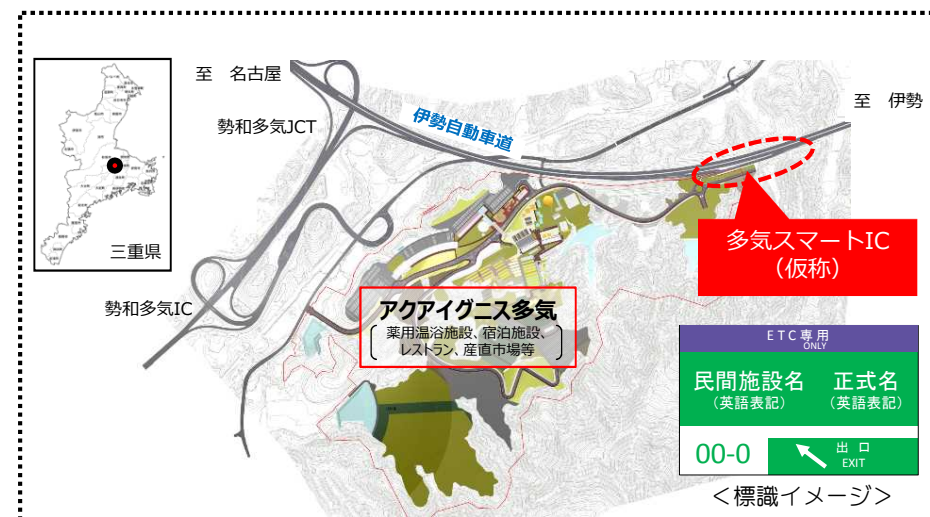 至　名古屋
至　伊勢
勢和多気JCT
伊勢自動車道
三重県
多気スマートIC
（仮称）
勢和多気IC
アクアイグニス多気
薬用温浴施設、宿泊施設、
レストラン、産直市場等
ETC専用
ONLY
民間施設名　正式名
（英語表記）　（英語表記）
00-0
出 口
EXIT
＜標識イメージ＞